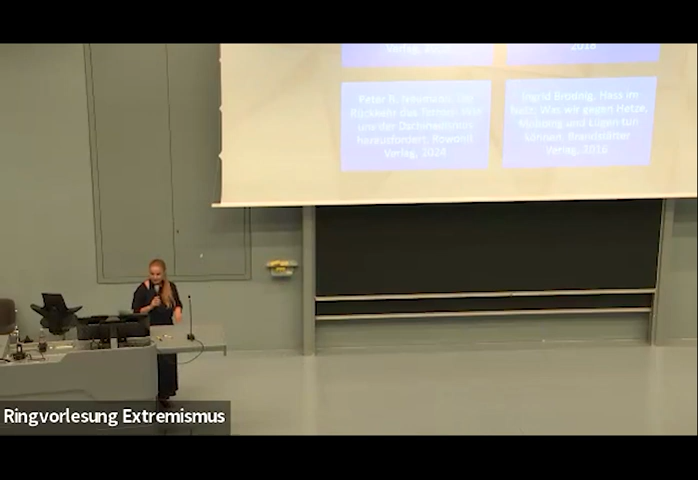 Verlag,
2018
Peter R. Neumann. Die
Rückkehr des Terrors: Wie
uns der Dschihadismus
herausfordert. Rowohlt
Verlag, 2024
Ingrid Brodnig. Hass im
Netz: Was wir gegen Hetze,
Mobbing und Lügen tun
können. Brandstätter
Verlag, 2016
Ringvorlesung Extremismus